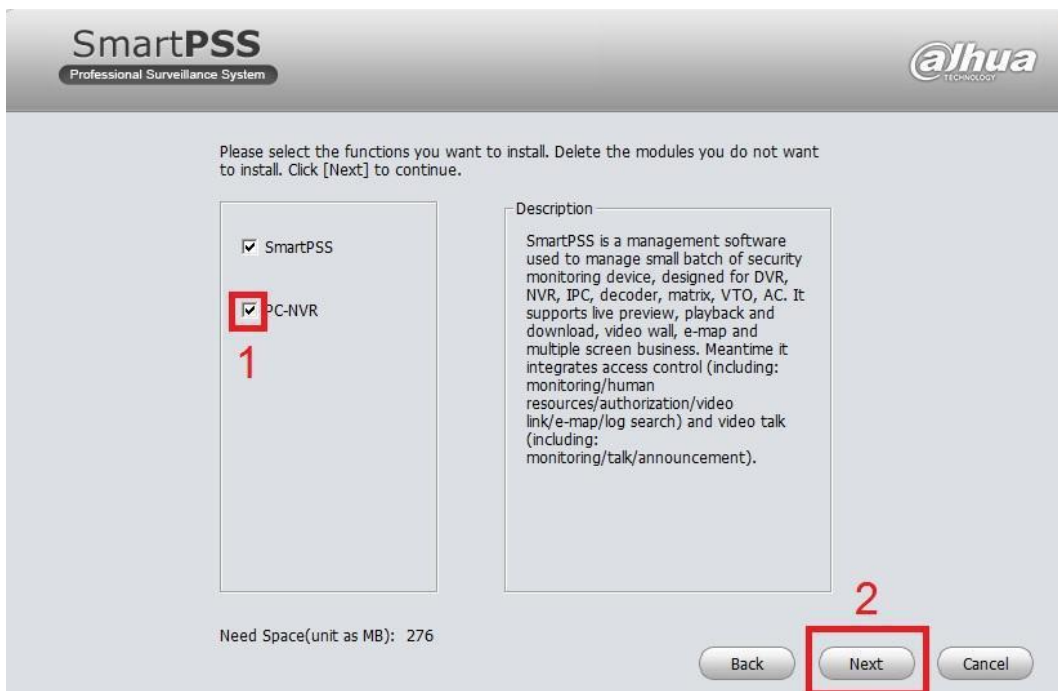 SmartPSS
Professional Surveillance System
alhua
TECHNOLOGY
Please select the functions you want to install. Delete the modules you do not want
to install. Click [Next] to continue.
SmartPSS
PC-NVR
1
Description
SmartPSS is a management software
used to manage small batch of security
monitoring device, designed for DVR,
NVR, IPC, decoder, matrix, VTO, AC. It
supports live preview, playback and
download, video wall, e-map and
multiple screen business. Meantime it
integrates access control (including:
monitoring/human
resources/authorization/video
link/e-map/log search) and video talk
(including:
monitoring/talk/announcement).
Need Space(unit as MB): 276
2
Back
Next
Cancel